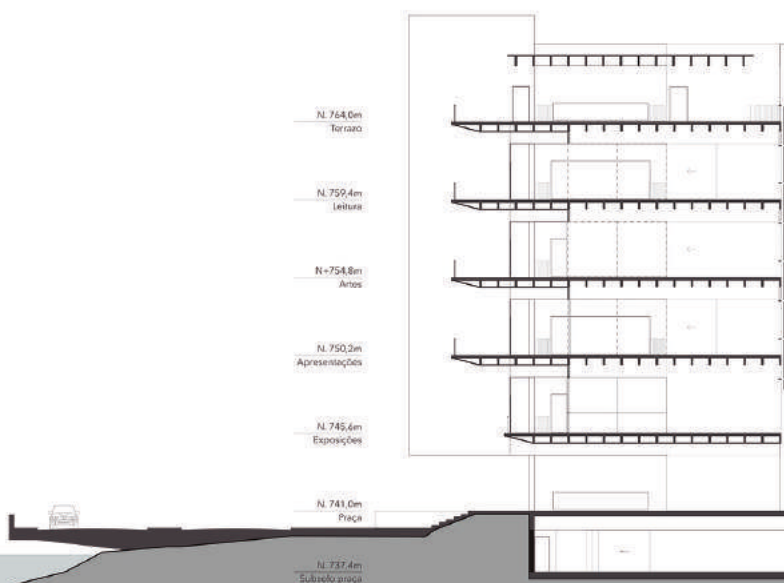 N. 764,0m
Terraço
N. 759,4m
Leitura
N+754,8m
Artes
N. 750,2m
Apresentações
N. 745,6m
Exposições
N. 741,0m
Praça
N. 737,4m
Subsolo praça